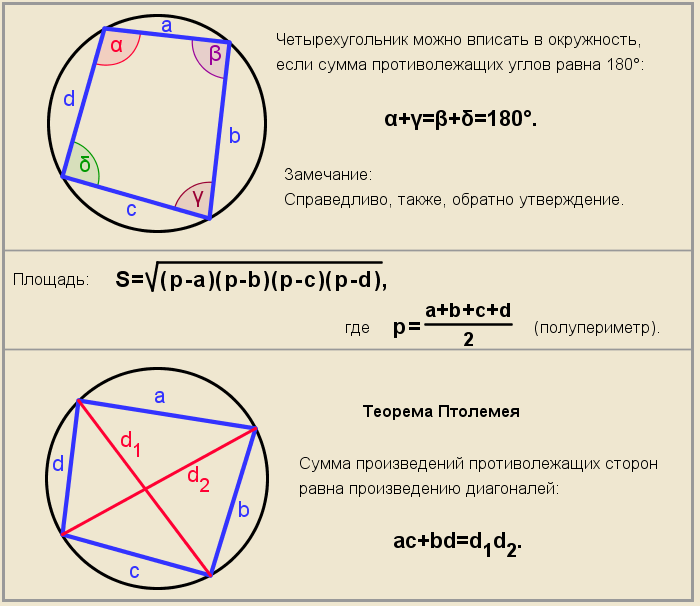 a
α
β
d
b
δ
γ
c
Четырехугольник можно вписать в окружность,
если сумма противолежащих углов равна 180°:
α+γ=β+δ=180°.
Замечание:
Справедливо, также, обратно утверждение.
Площадь: S=√(p-a)(p-b)(p-c)(p-d),
где p=a+b+c+d/2 (полупериметр).
a
d₁
d
d₂
b
c
Теорема Птолемея
Сумма произведений противолежащих сторон
равна произведению диагоналей:
ac+bd=d₁d₂.